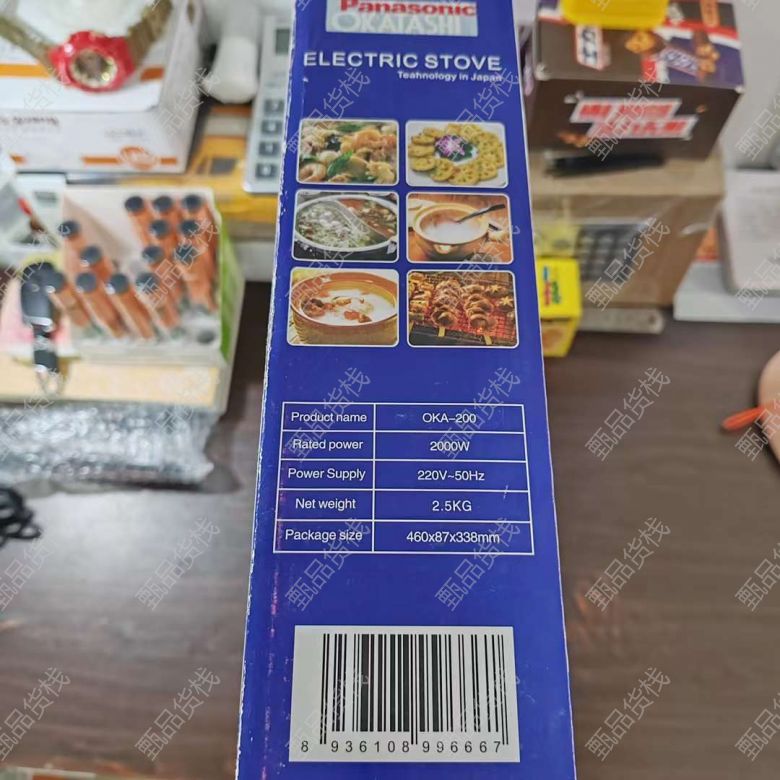 Panasonic
OKATASHI
ELECTRIC STOVE
Teahnology in Japan
Product name OKA-200
Rated power 2000W
Power Supply 220V~50Hz
Net weight 2.5KG
Package size 460x87x338mm
8 936108 996667
甄品货栈